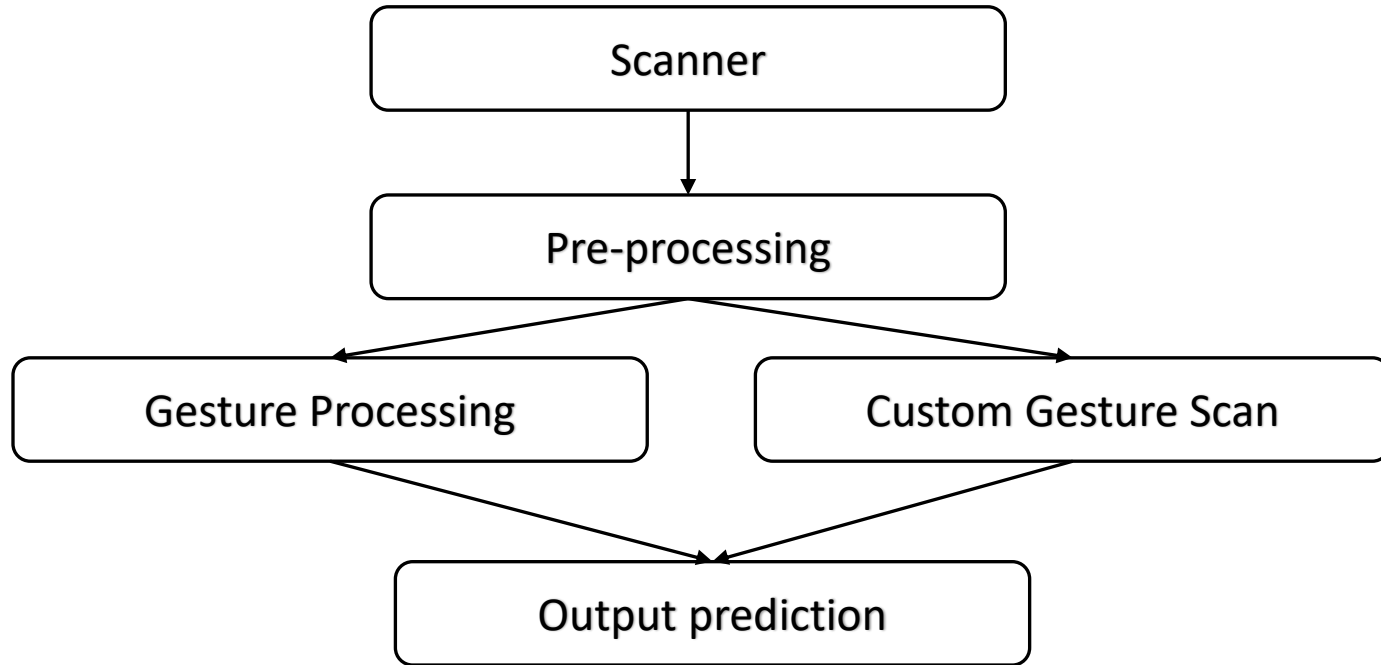 Scanner
Pre-processing
Gesture Processing
Custom Gesture Scan
Output prediction